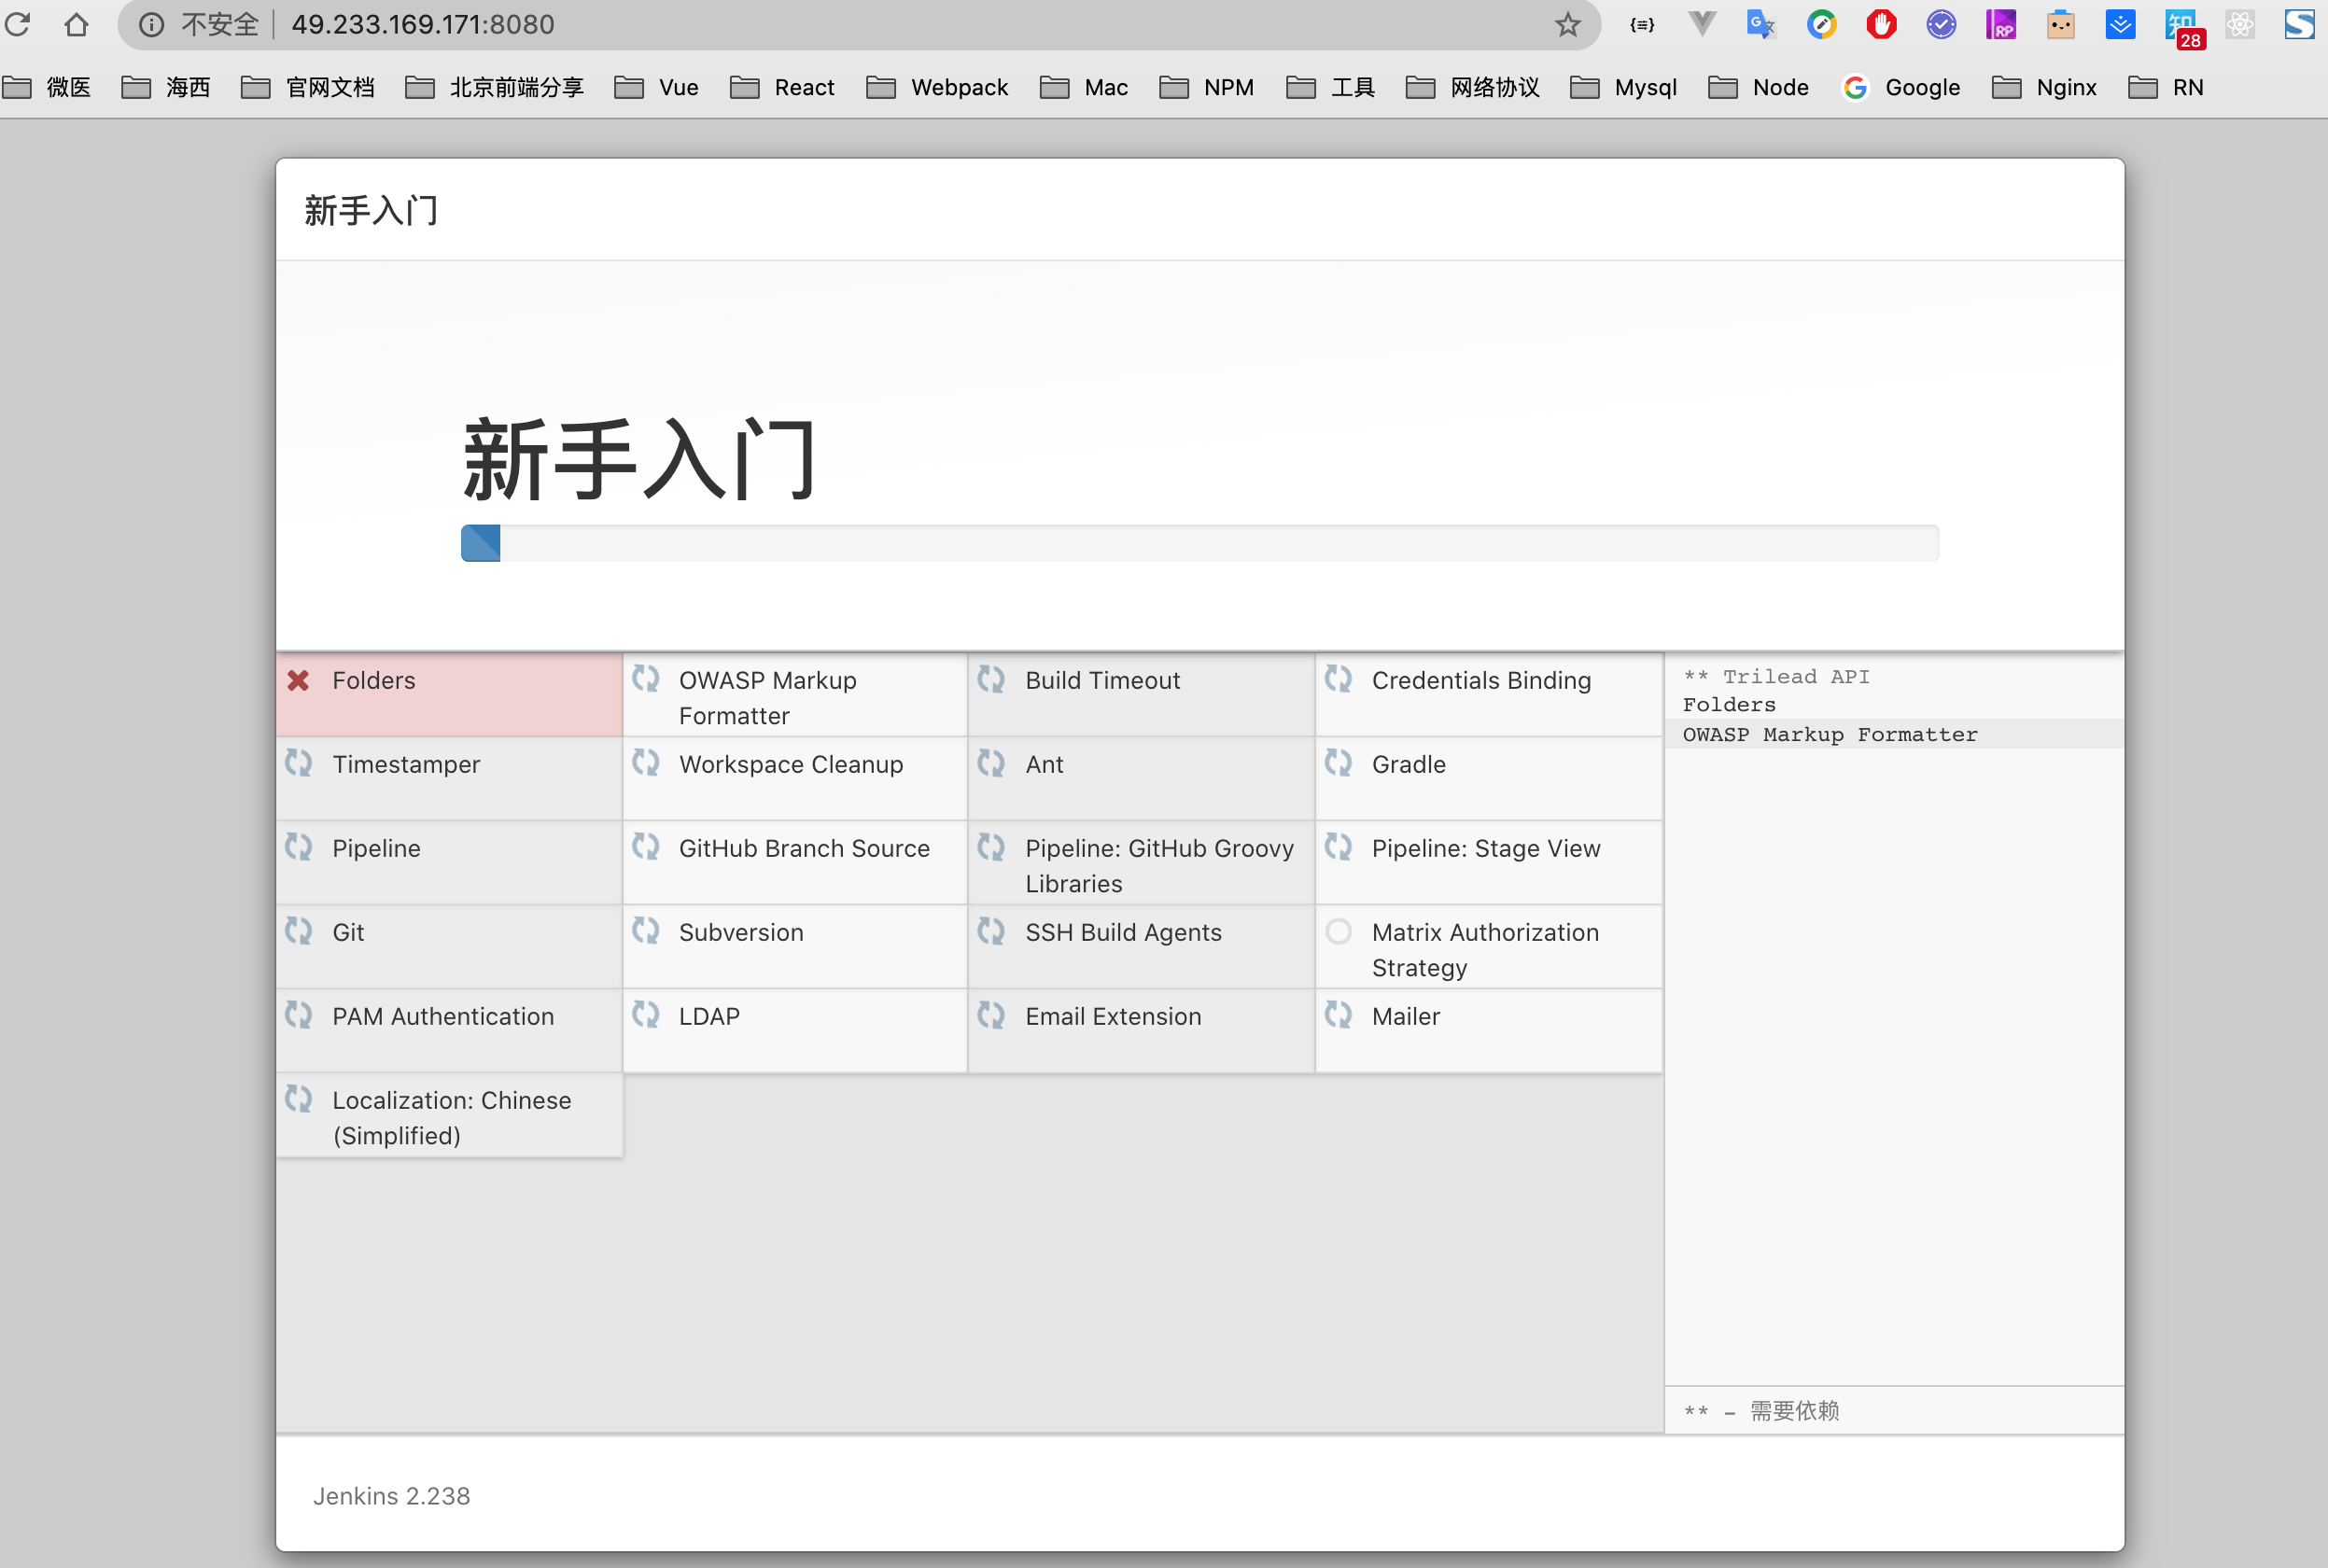 不安全 49.233.169.171:8080
28
微医 海西 官网文档 北京前端分享 Vue React Webpack Mac NPM 工具 网络协议 Mysql Node Google Nginx RN
新手入门
新手入门
Folders
OWASP Markup
Formatter
Build Timeout
Credentials Binding
Timestamper
Workspace Cleanup
Ant
Gradle
Pipeline
GitHub Branch Source
Pipeline: GitHub Groovy
Libraries
Pipeline: Stage View
Git
Subversion
SSH Build Agents
Matrix Authorization
Strategy
PAM Authentication
LDAP
Email Extension
Mailer
Localization: Chinese
(Simplified)
** Trilead API
Folders
OWASP Markup Formatter
** - 需要依赖
Jenkins 2.238